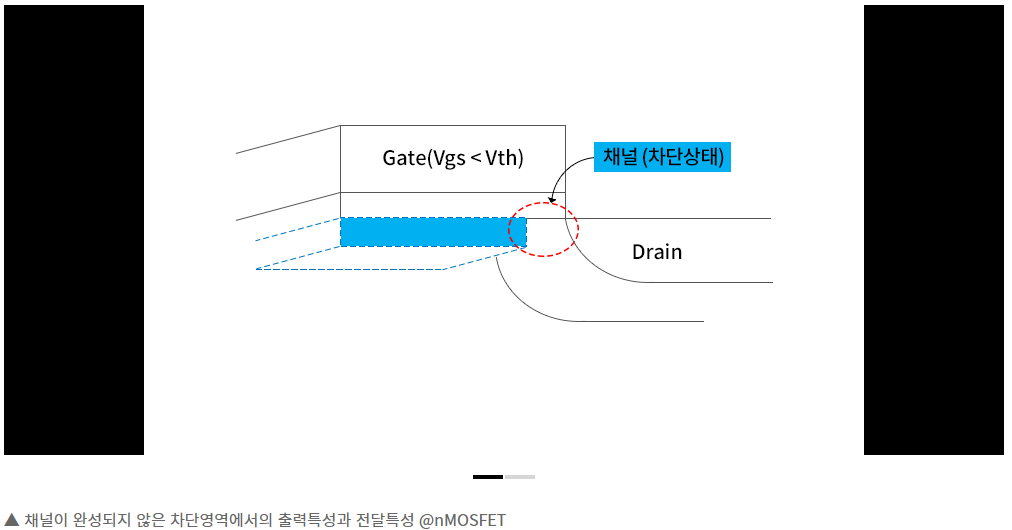 Gate(Vgs < Vth)
채널 (차단상태)
Drain
▲ 채널이 완성되지 않은 차단영역에서의 출력특성과 전달특성 @nMOSFET